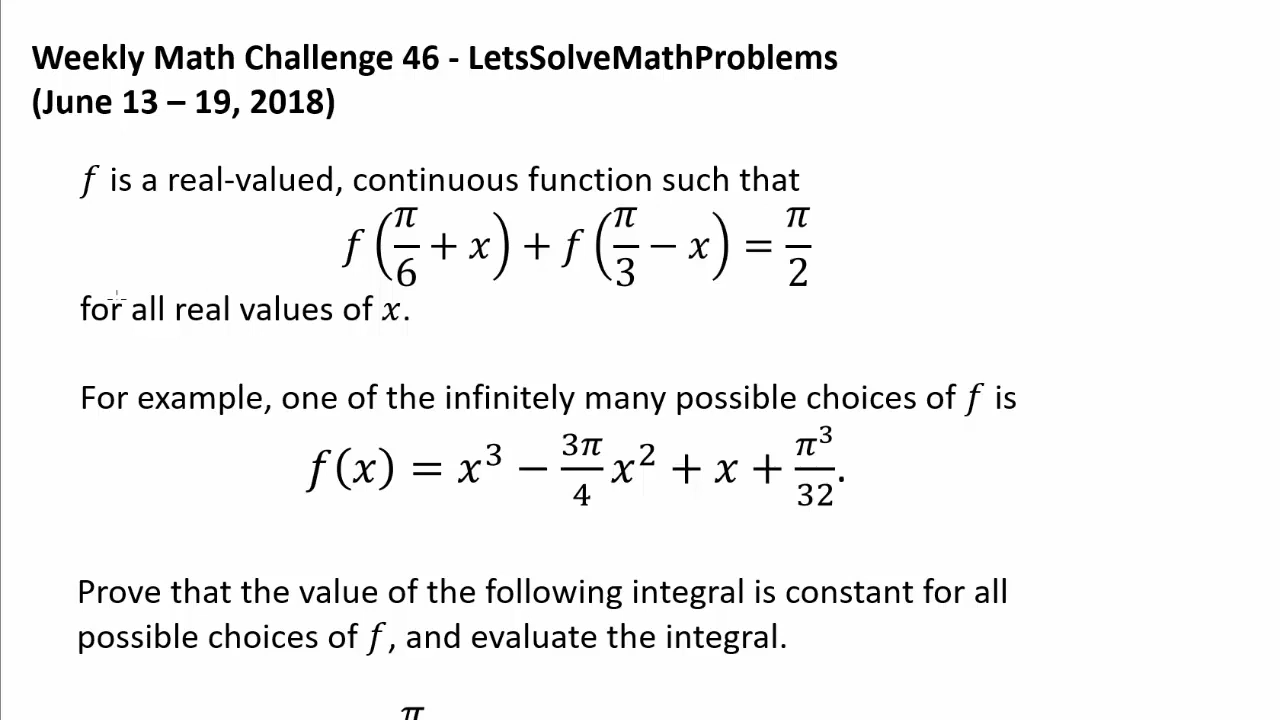 Weekly Math Challenge 46 - LetsSolveMathProblems
(June 13 – 19, 2018)
f is a real-valued, continuous function such that
f(π/6 + x) + f(π/3 − x) = π/2
for all real values of x.
For example, one of the infinitely many possible choices of f is
f(x) = x³ − 3π/4 x² + x + π³/32.
Prove that the value of the following integral is constant for all
possible choices of f, and evaluate the integral.
π